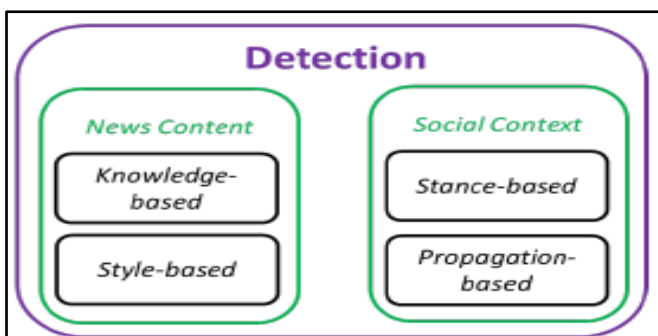 Detection
News Content
Knowledge-
based
Style-based
Social Context
Stance-based
Propagation-
based